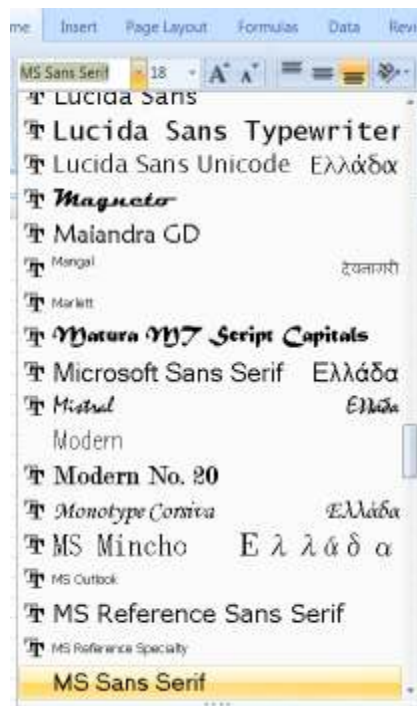 me Insert Page Layout Formulas Data Revi
MS Sans Serif 18 A A
Lucida Sans
Lucida Sans Typewriter
Lucida Sans Unicode Ελλάδα
Magneto
Maiandra GD
Mangal देवनागरी
Marlett
Matura MT Script Capitals
Microsoft Sans Serif Ελλάδα
Mistral Ελλάδα
Modern
Modern No. 20
Monotype Corsiva Ελλάδα
MS Mincho Ελλάδα
MS Outlook
MS Reference Sans Serif
MS Reference Specialty
MS Sans Serif